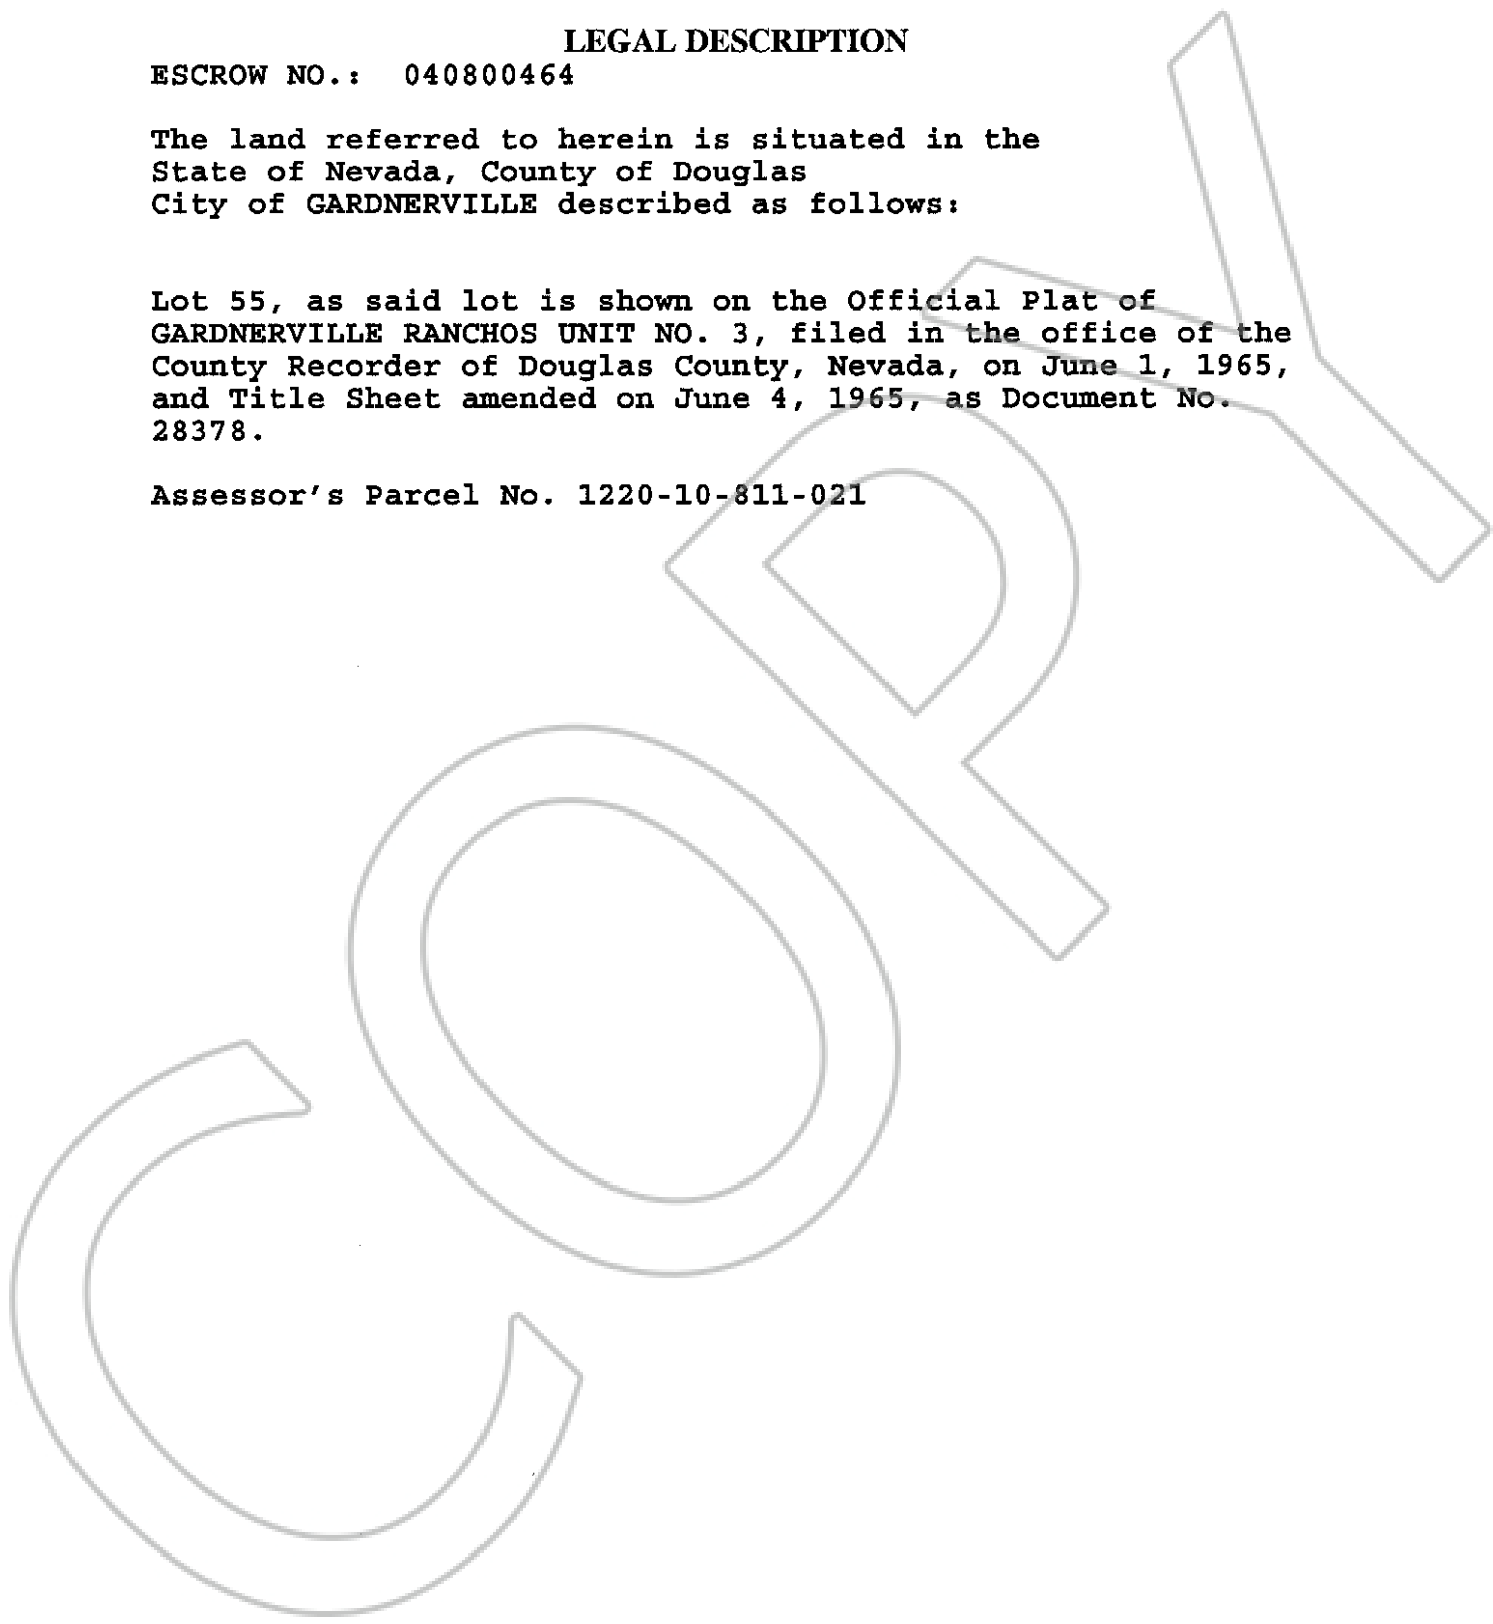 LEGAL DESCRIPTION
ESCROW NO.: 040800464
The land referred to herein is situated in the
State of Nevada, County of Douglas
City of GARDNERVILLE described as follows:
Lot 55, as said lot is shown on the Official Plat of
GARDNERVILLE RANCHOS UNIT NO. 3, filed in the office of the
County Recorder of Douglas County, Nevada, on June 1, 1965,
and Title Sheet amended on June 4, 1965, as Document No.
28378.
Assessor's Parcel No. 1220-10-811-021
COPY